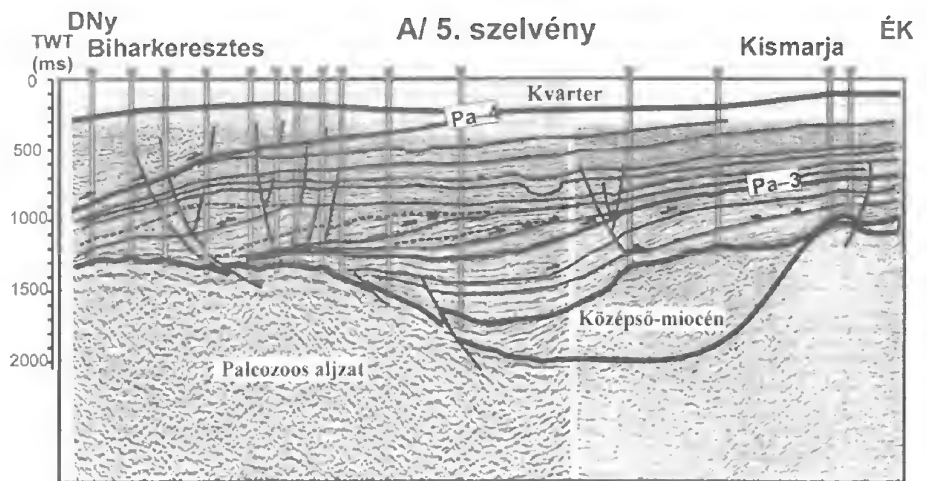 DNy
A/ 5. szelvény
ÉK
TWT
(ms)
Biharkeresztes
Kismarja
0
Kvarter
Pa-4
500
Pa-3
1000
1500
Középső-miocén
2000
Palcozoos aljzat